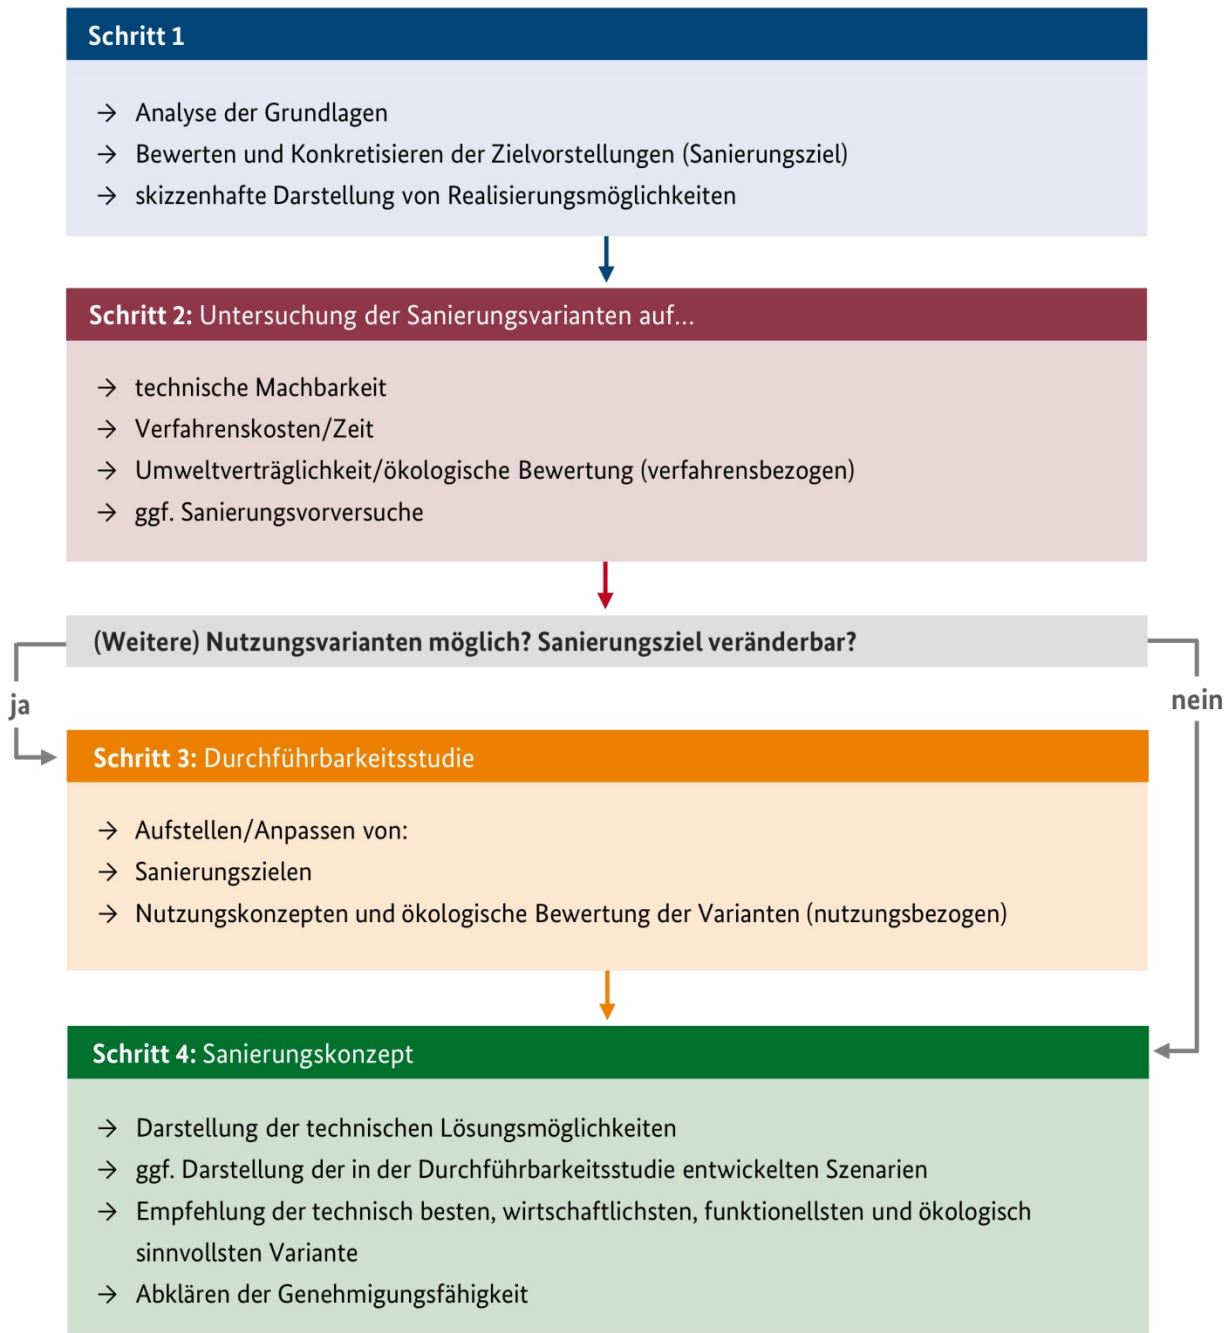 Schritt 1
→ Analyse der Grundlagen
→ Bewerten und Konkretisieren der Zielvorstellungen (Sanierungsziel)
→ skizzenhafte Darstellung von Realisierungsmöglichkeiten
Schritt 2: Untersuchung der Sanierungsvarianten auf...
→ technische Machbarkeit
→ Verfahrenskosten/Zeit
→ Umweltverträglichkeit/ökologische Bewertung (verfahrensbezogen)
→ ggf. Sanierungsvorversuche
(Weitere) Nutzungsvarianten möglich? Sanierungsziel veränderbar?
ja
nein
Schritt 3: Durchführbarkeitsstudie
→ Aufstellen/Anpassen von:
→ Sanierungszielen
→ Nutzungskonzepten und ökologische Bewertung der Varianten (nutzungsbezogen)
Schritt 4: Sanierungskonzept
→ Darstellung der technischen Lösungsmöglichkeiten
→ ggf. Darstellung der in der Durchführbarkeitsstudie entwickelten Szenarien
→ Empfehlung der technisch besten, wirtschaftlichsten, funktionellsten und ökologisch
sinnvollsten Variante
→ Abklären der Genehmigungsfähigkeit